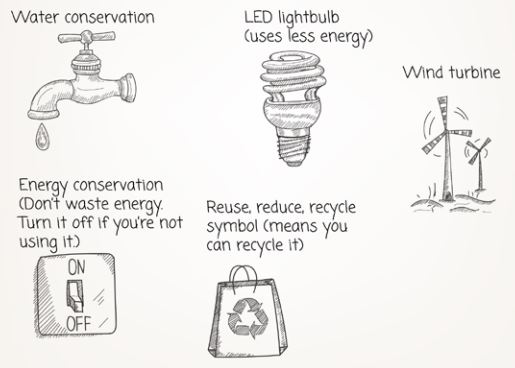 Water conservation
LED lightbulb
(uses less energy)
Wind turbine
Energy conservation
(Don't waste energy.
Turn it off if you're not
using it.)
ON
OFF
Reuse, reduce, recycle
symbol (means you
can recycle it)